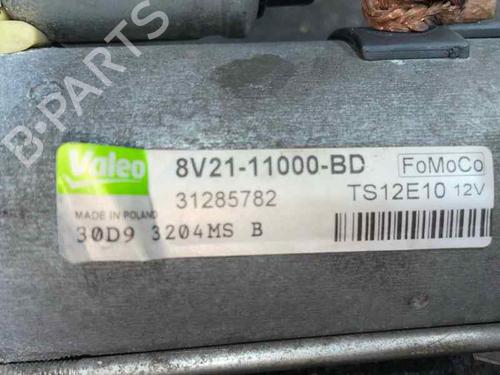 Valeo
8V21-11000-BD
FoMoCo
31285782
TS12E10 12V
MADE IN POLAND
30D9 3204MS B
B-PARTS